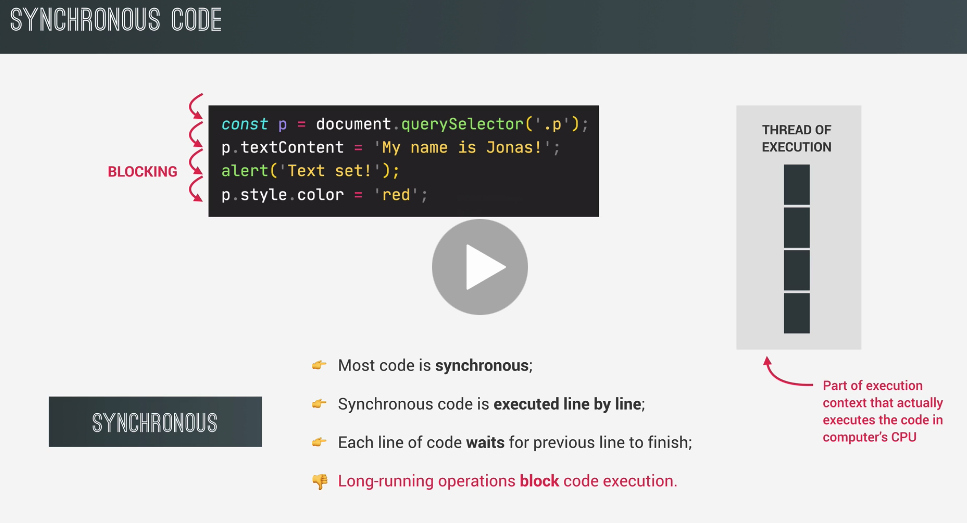 SYNCHRONOUS CODE
BLOCKING
const p = document.querySelector('.p');
p.textContent = 'My name is Jonas!';
alert('Text set!');
p.style.color = 'red';
THREAD OF
EXECUTION
Part of execution
context that actually
executes the code in
computer's CPU
SYNCHRONOUS
Most code is synchronous;
Synchronous code is executed line by line;
Each line of code waits for previous line to finish;
Long-running operations block code execution.